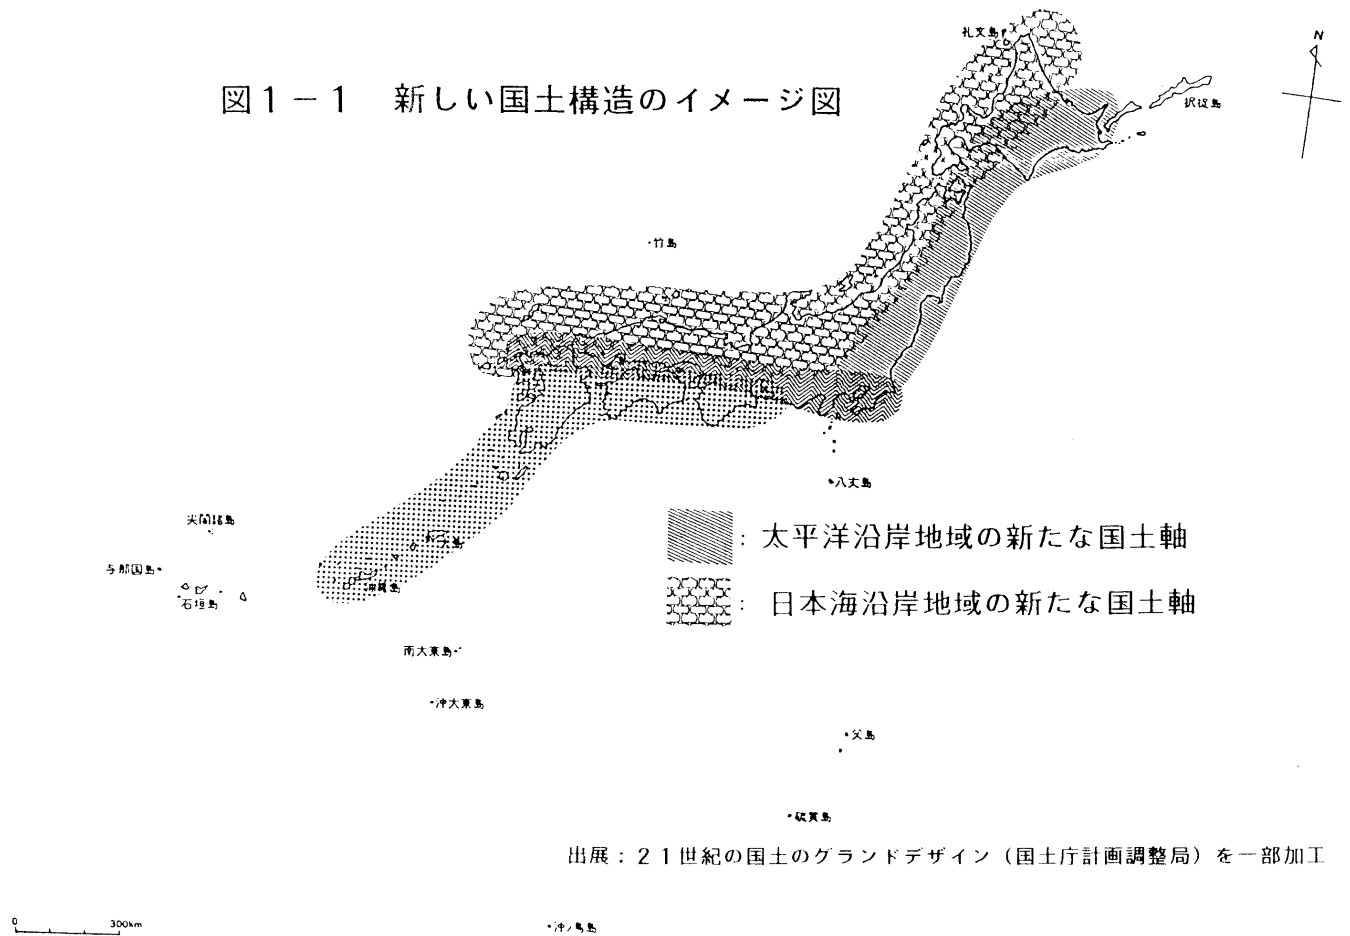 礼文島
N
図1－1　新しい国土構造のイメージ図
択捉島
竹島
八丈島
尖閣諸島
：太平洋沿岸地域の新たな国土軸
与那国島
石垣島
大島
沖縄島
：日本海沿岸地域の新たな国土軸
南大東島
沖大東島
父島
硫黄島
出展：21世紀の国土のグランドデザイン（国土庁計画調整局）を一部加工
0 300km
沖ノ鳥島